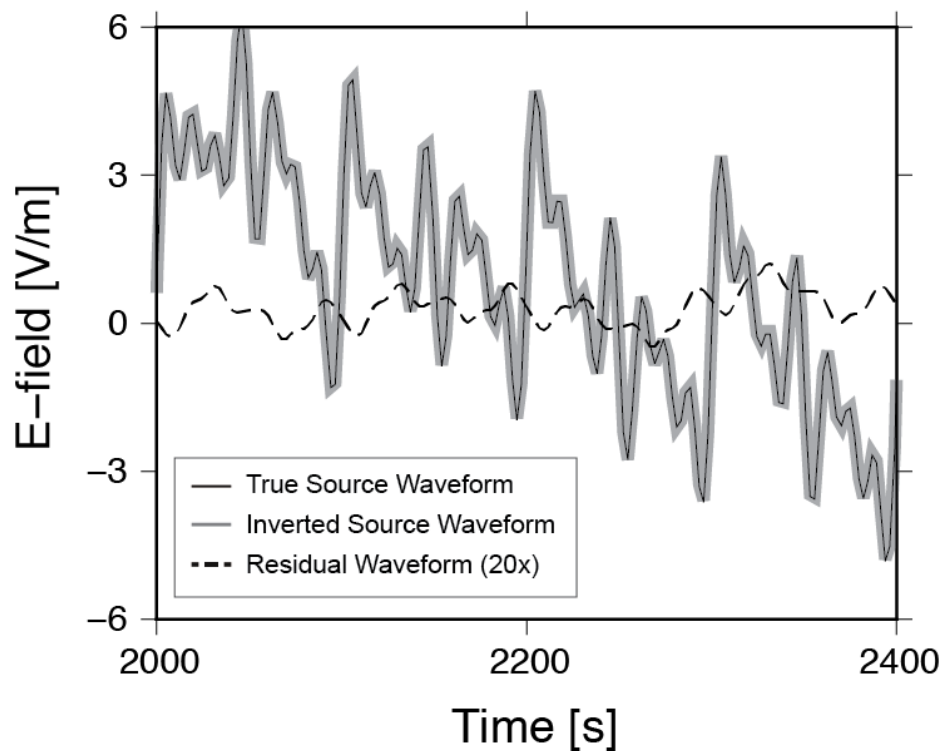 6
3
0
−3
−6
E−field [V/m]
True Source Waveform
Inverted Source Waveform
Residual Waveform (20x)
2000
2200
2400
Time [s]